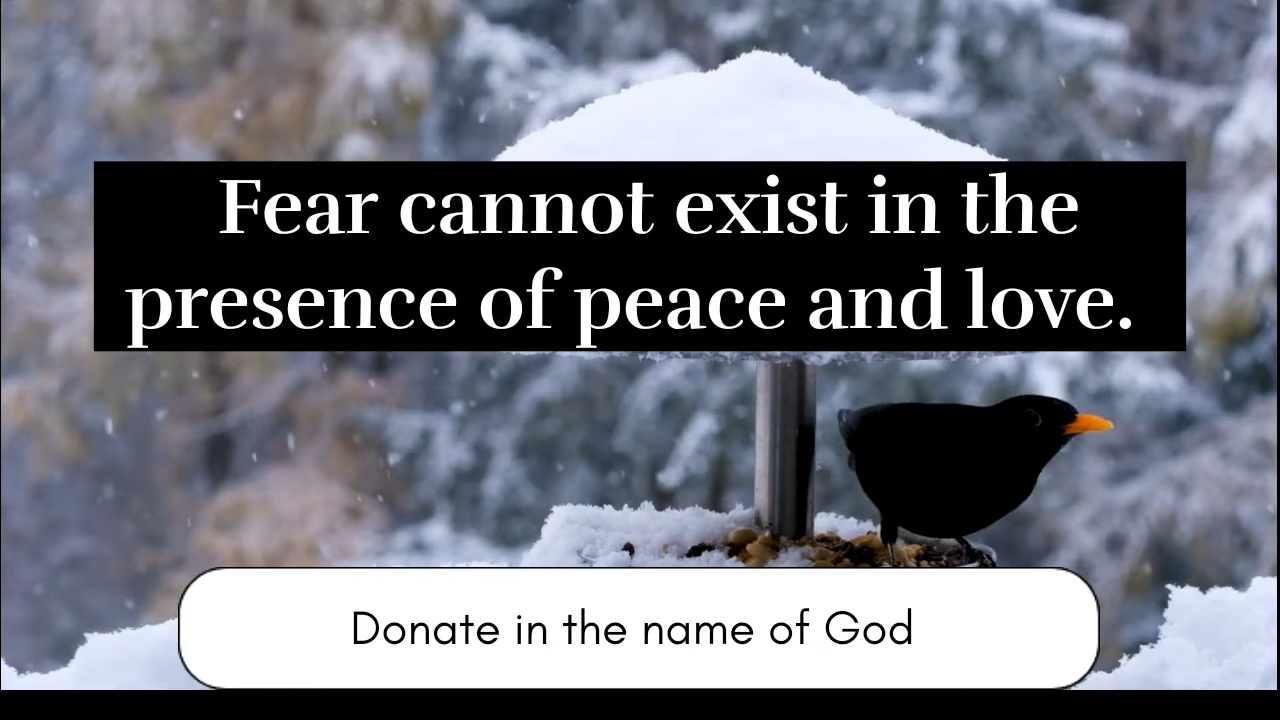 Fear cannot exist in the
presence of peace and love.
Donate in the name of God